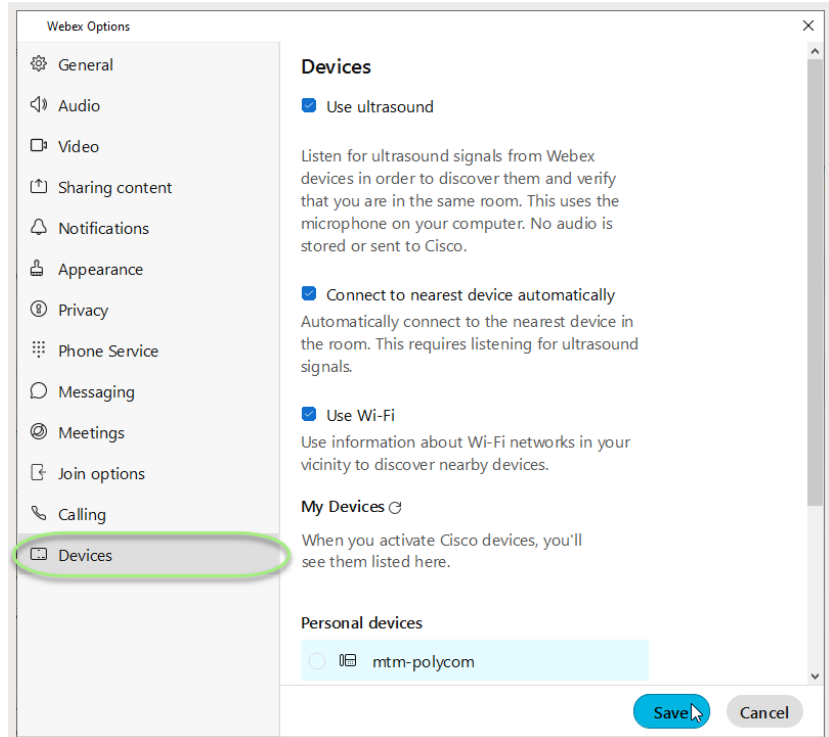 Webex Options
General
Audio
Video
Sharing content
Notifications
Appearance
Privacy
Phone Service
Messaging
Meetings
Join options
Calling
Devices
Devices
Use ultrasound
Listen for ultrasound signals from Webex
devices in order to discover them and verify
that you are in the same room. This uses the
microphone on your computer. No audio is
stored or sent to Cisco.
Connect to nearest device automatically
Automatically connect to the nearest device in
the room. This requires listening for ultrasound
signals.
Use Wi-Fi
Use information about Wi-Fi networks in your
vicinity to discover nearby devices.
My Devices
When you activate Cisco devices, you'll
see them listed here.
Personal devices
mtm-polycom
Save Cancel